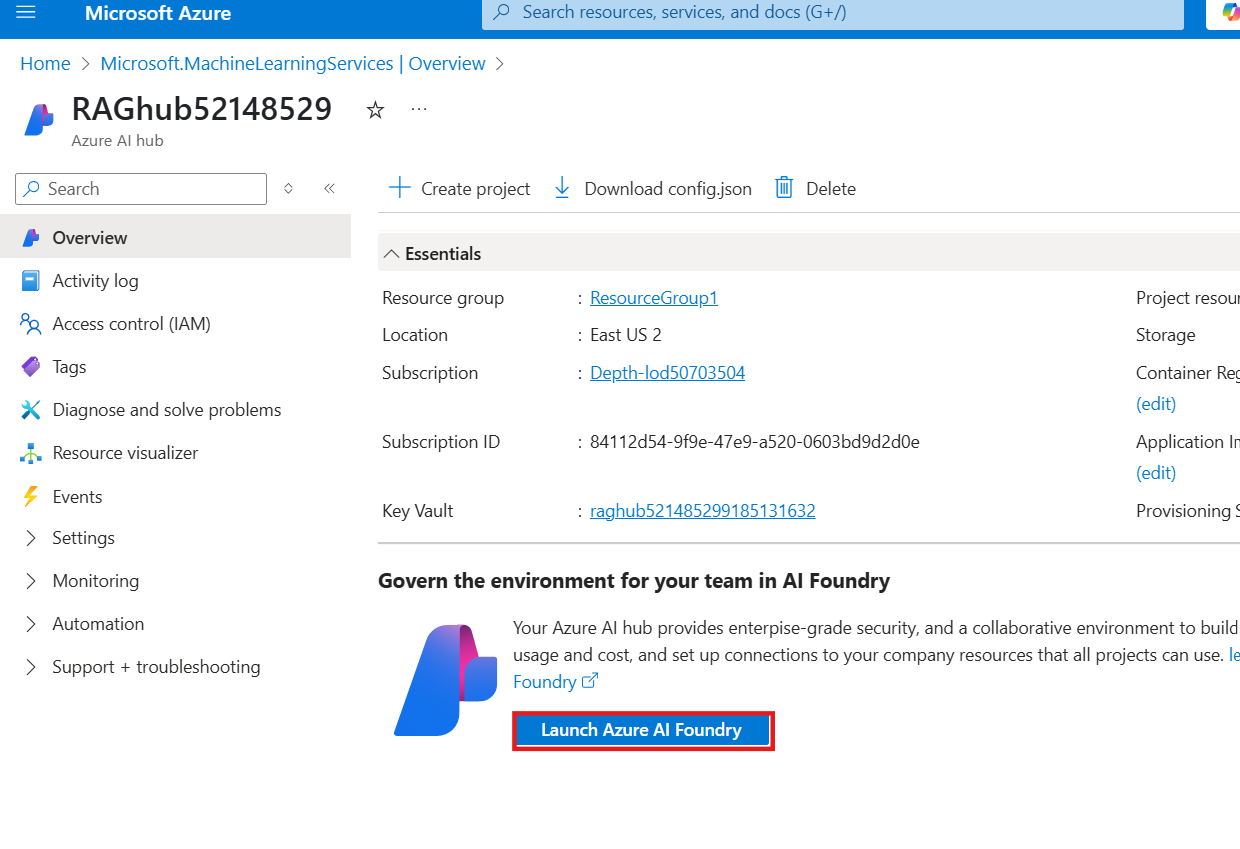 Microsoft Azure
Search resources, services, and docs (G+/)
Home > Microsoft.MachineLearningServices | Overview >
RAGhub52148529
Azure AI hub
Search
Overview
Activity log
Access control (IAM)
Tags
Diagnose and solve problems
Resource visualizer
Events
Settings
Monitoring
Automation
Support + troubleshooting
Create project
Download config.json
Delete
Essentials
Resource group : ResourceGroup1
Location : East US 2
Subscription : Depth-lod50703504
Subscription ID : 84112d54-9f9e-47e9-a520-0603bd9d2d0e
Key Vault : raghub521485299185131632
Project resour
Storage
Container Reg
(edit)
Application In
(edit)
Provisioning S
Govern the environment for your team in AI Foundry
Your Azure AI hub provides enterpise-grade security, and a collaborative environment to build
usage and cost, and set up connections to your company resources that all projects can use. le
Foundry
Launch Azure AI Foundry